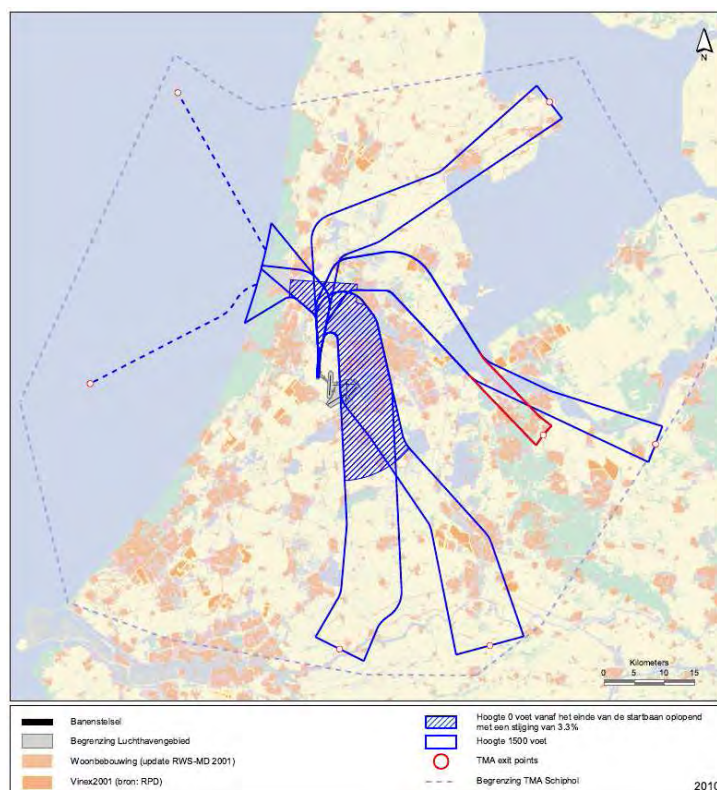 N
Kilometers
0 5 10 15
Banenstelsel
Begrenzing Luchthavengebied
Woonbebouwing (update RWS-MD 2001)
Vinex2001 (bron: RPD)
Hoogte 0 voet vanaf het einde van de startbaan oplopend
met een stijging van 3.3%
Hoogte 1500 voet
TMA exit points
Begrenzing TMA Schiphol
2010